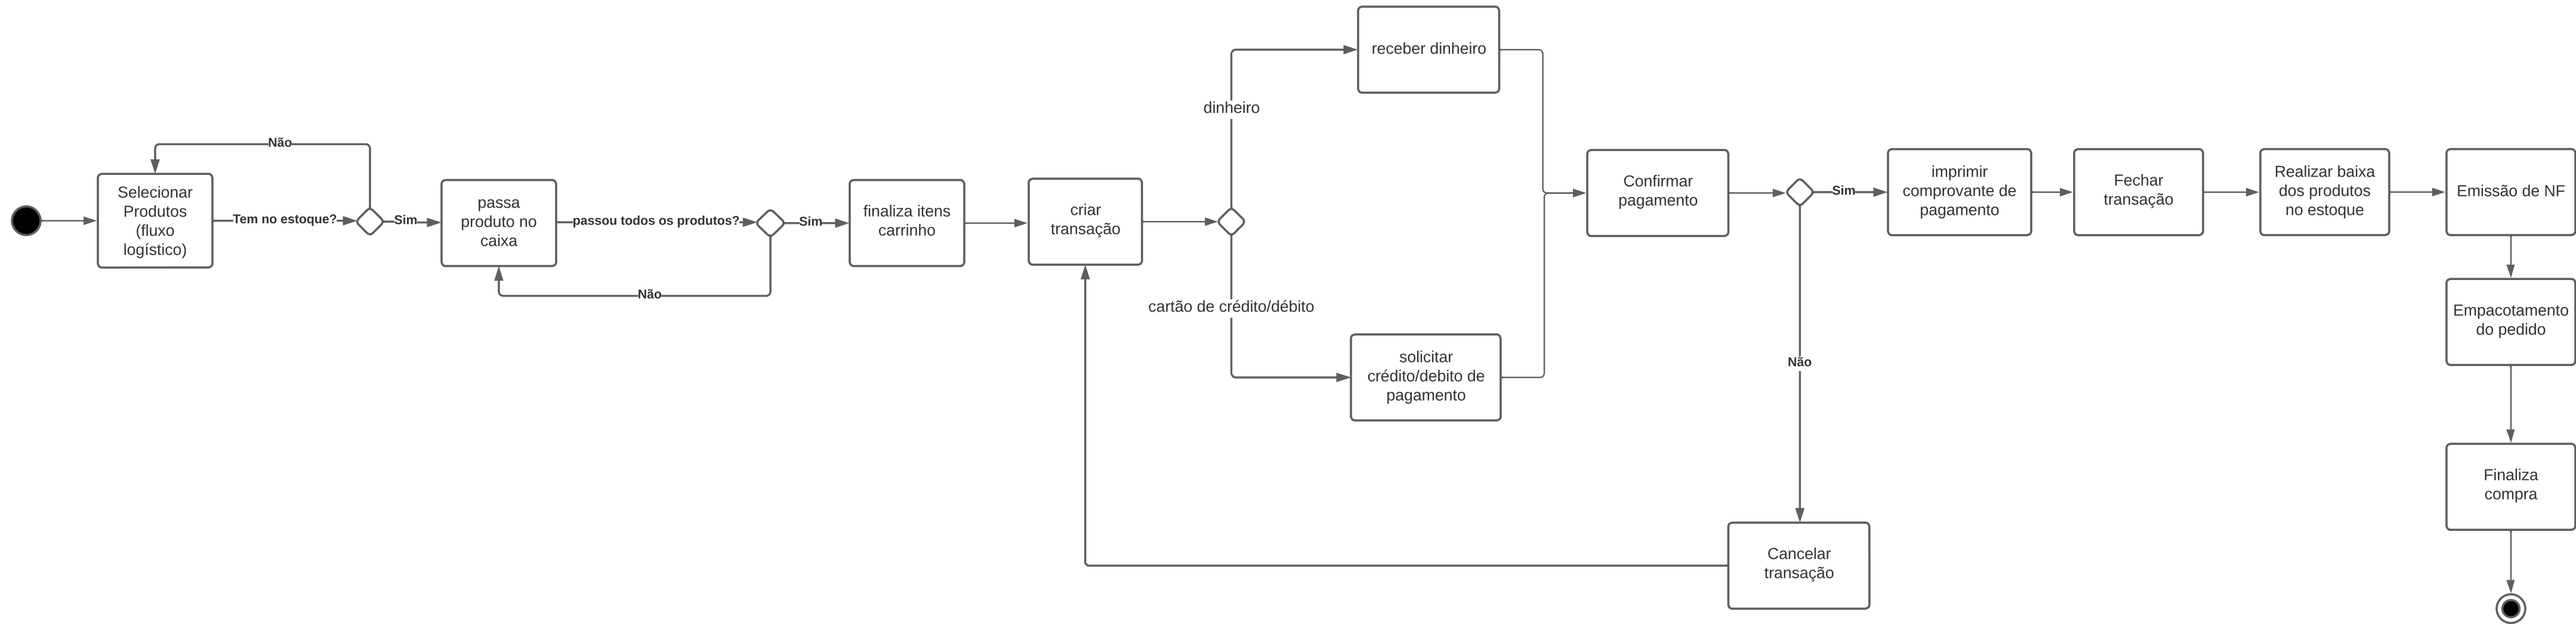 Não
Selecionar
Produtos
(fluxo
logístico)
Tem no estoque?
Sim
passa
produto no
caixa
passou todos os produtos?
Sim
Não
finaliza itens
carrinho
criar
transação
dinheiro
receber dinheiro
cartão de crédito/débito
solicitar
crédito/debito de
pagamento
Confirmar
pagamento
Sim
Não
Cancelar
transação
imprimir
comprovante de
pagamento
Fechar
transação
Realizar baixa
dos produtos
no estoque
Emissão de NF
Empacotamento
do pedido
Finaliza
compra